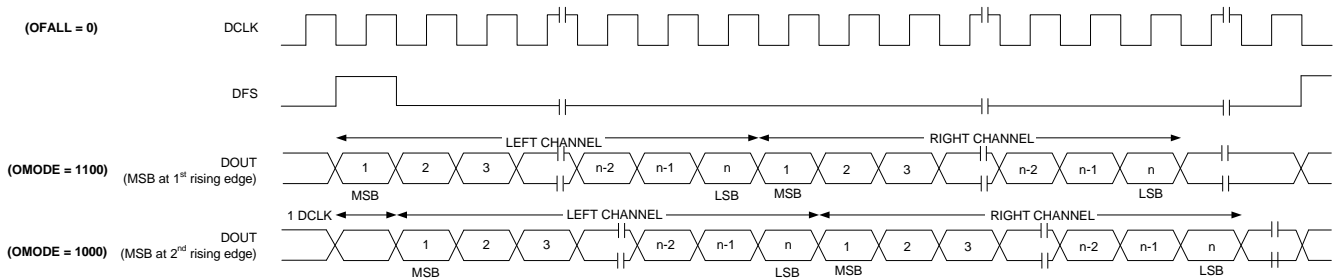 (OFALL = 0) DCLK
DFS
LEFT CHANNEL RIGHT CHANNEL
(OMODE = 1100) DOUT 1 2 3 n-2 n-1 n 1 2 3 n-2 n-1 n
(MSB at 1st rising edge)
MSB LSB MSB LSB
1 DCLK LEFT CHANNEL RIGHT CHANNEL
(OMODE = 1000) DOUT 1 2 3 n-2 n-1 n 1 2 3 n-2 n-1 n
(MSB at 2nd rising edge)
MSB LSB MSB LSB